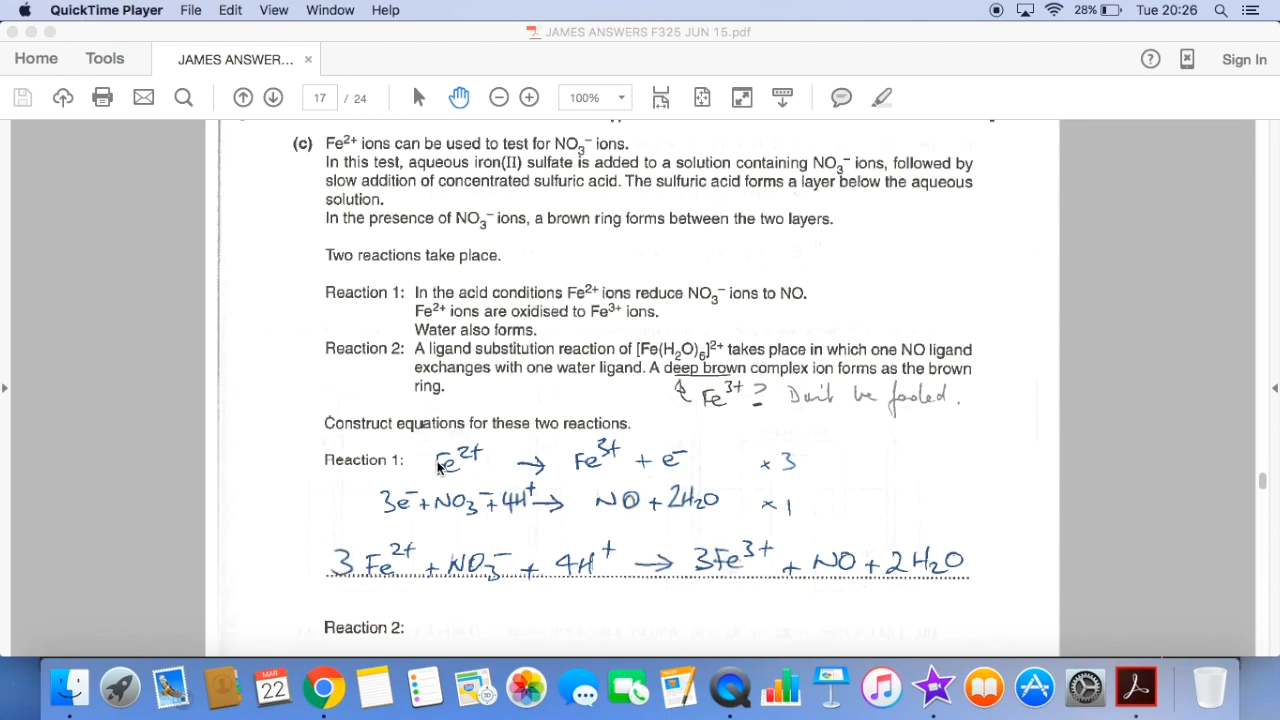 QuickTime Player File Edit View Window Help 28% Tue 20:26
JAMES ANSWERS F325 JUN 15.pdf
Home Tools JAMES ANSWER... × Sign In
17 / 24 100%
(c) Fe²⁺ ions can be used to test for NO₃⁻ ions.
In this test, aqueous iron(II) sulfate is added to a solution containing NO₃⁻ ions, followed by
slow addition of concentrated sulfuric acid. The sulfuric acid forms a layer below the aqueous
solution.
In the presence of NO₃⁻ ions, a brown ring forms between the two layers.
Two reactions take place.
Reaction 1: In the acid conditions Fe²⁺ ions reduce NO₃⁻ ions to NO.
Fe²⁺ ions are oxidised to Fe³⁺ ions.
Water also forms.
Reaction 2: A ligand substitution reaction of [Fe(H₂O)₆]²⁺ takes place in which one NO ligand
exchanges with one water ligand. A deep brown complex ion forms as the brown
ring.
↑ Fe³⁺ ? Don't be fooled.
Construct equations for these two reactions.
Reaction 1: Fe²⁺ → Fe³⁺ + e⁻ × 3
3e⁻ + NO₃⁻ + 4H⁺ → NO + 2H₂O × 1
3Fe²⁺ + NO₃⁻ + 4H⁺ → 3Fe³⁺ + NO + 2H₂O
Reaction 2:
MAR
22